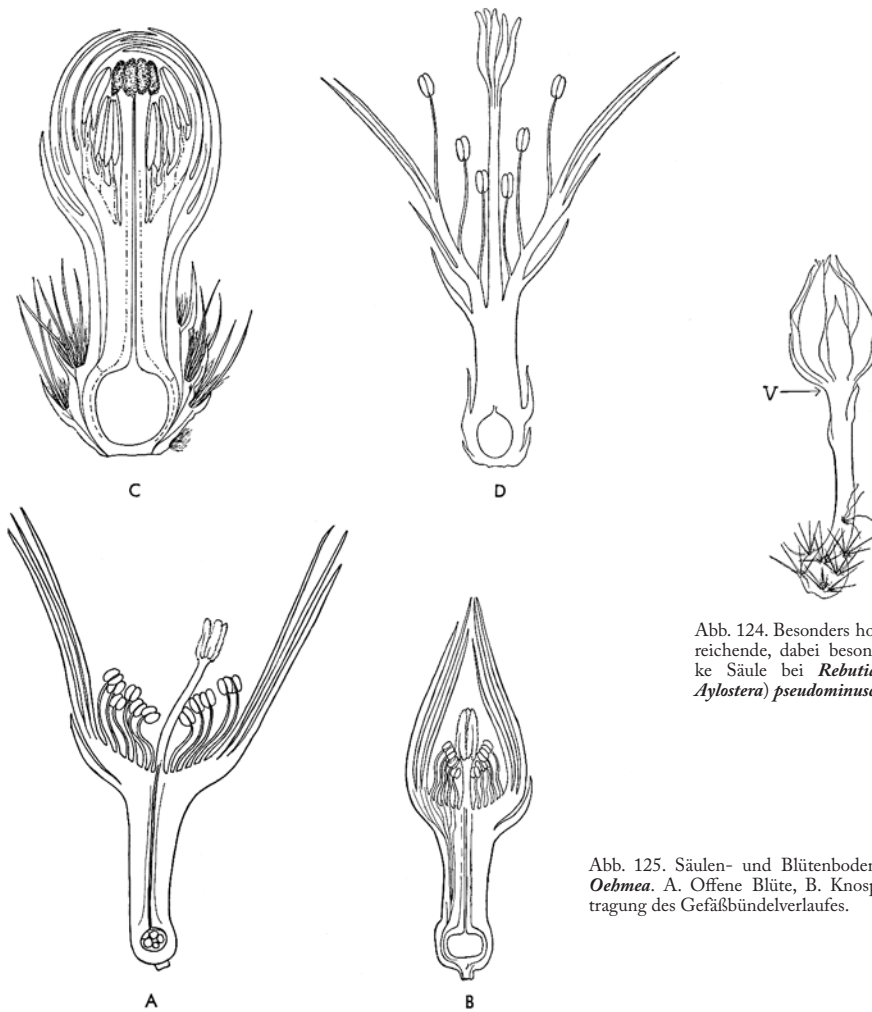 C
D
V
Abb. 124. Besonders ho
reichende, dabei beson
ke Säule bei Rebutia
Aylostera) pseudominus
Abb. 125. Säulen- und Blütenboden
Oehmea. A. Offene Blüte, B. Knosp
tragung des Gefäßbündelverlaufes.
A
B